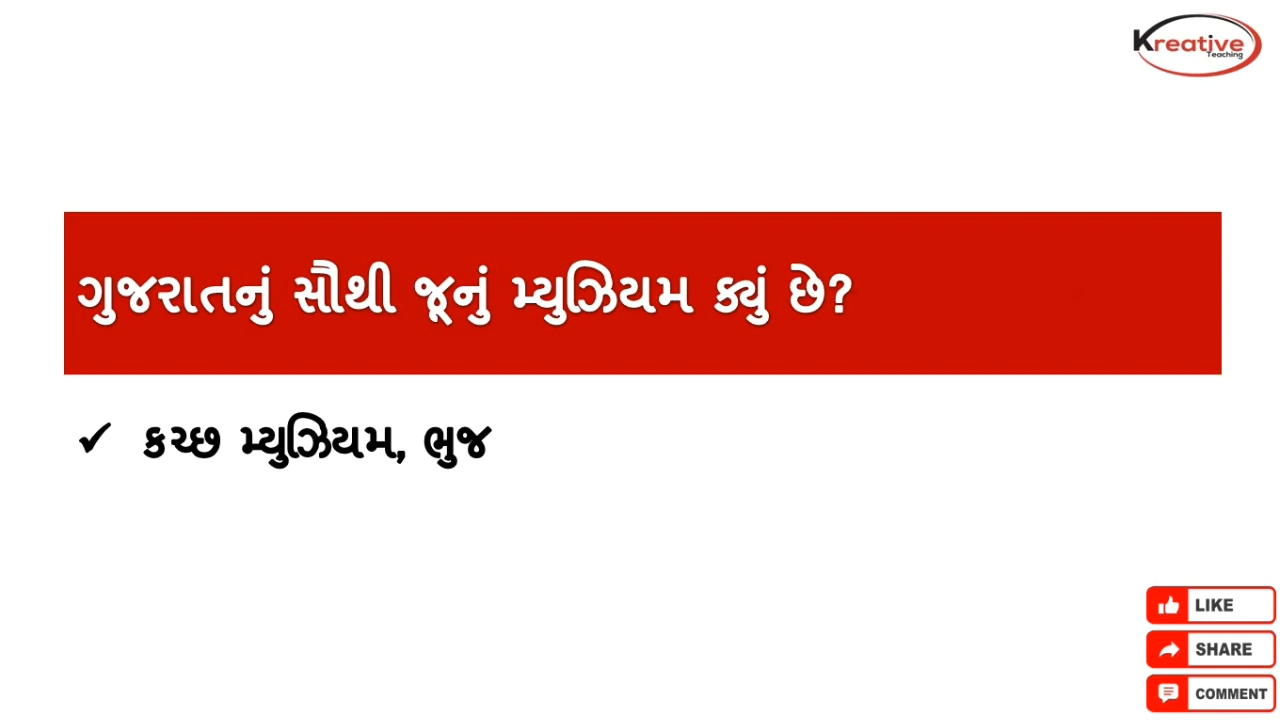 Kreative
Teaching
ગુજરાતનું સૌથી જૂનું મ્યુઝિયમ ક્યું છે?
✓ કચ્છ મ્યુઝિયમ, ભુજ
LIKE
SHARE
COMMENT